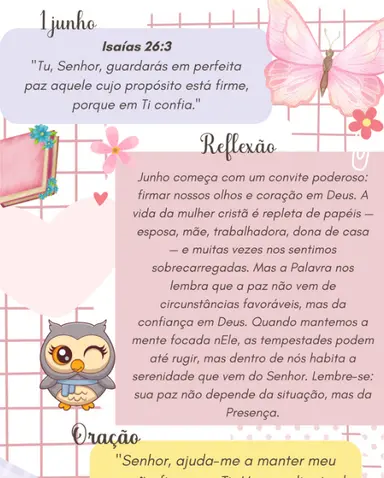 1 junho
Isaías 26:3
"Tu, Senhor, guardarás em perfeita
paz aquele cujo propósito está firme,
porque em Ti confia."
Reflexão
Junho começa com um convite poderoso:
firmar nossos olhos e coração em Deus. A
vida da mulher cristã é repleta de papéis —
esposa, mãe, trabalhadora, dona de casa
— e muitas vezes nos sentimos
sobrecarregadas. Mas a Palavra nos
lembra que a paz não vem de
circunstâncias favoráveis, mas da
confiança em Deus. Quando mantemos a
mente focada nEle, as tempestades podem
até rugir, mas dentro de nós habita a
serenidade que vem do Senhor. Lembre-se:
sua paz não depende da situação, mas da
Presença.
Oração
"Senhor, ajuda-me a manter meu